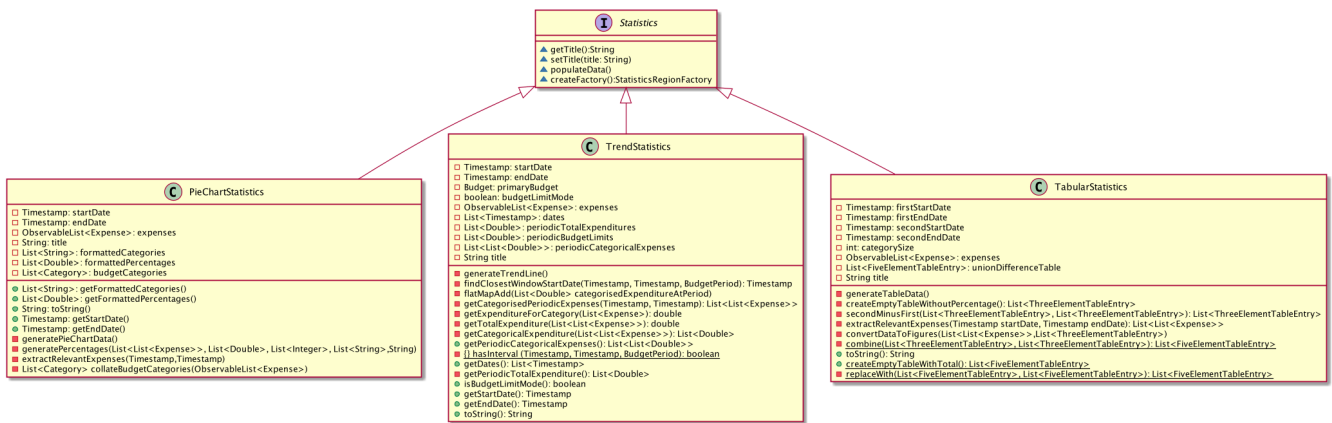 I Statistics
getTitle():String
setTitle(title: String)
populateData()
createFactory():StatisticsRegionFactory
C PieChartStatistics
Timestamp: startDate
Timestamp: endDate
ObservableList<Expense>: expenses
String: title
List<String>: formattedCategories
List<Double>: formattedPercentages
List<Category>: budgetCategories
List<String>: getFormattedCategories()
List<Double>: getFormattedPercentages()
String: toString()
Timestamp: getStartDate()
Timestamp: getEndDate()
generatePieChartData()
generatePercentages(List<List<Expense>>, List<Double>, List<Integer>, List<String>,String)
extractRelevantExpenses(Timestamp,Timestamp)
List<Category> collateBudgetCategories(ObservableList<Expense>)
C TrendStatistics
Timestamp: startDate
Timestamp: endDate
Budget: primaryBudget
boolean: budgetLimitMode
ObservableList<Expense>: expenses
List<Timestamp>: dates
List<Double>: periodicTotalExpenditures
List<Double>: periodicBudgetLimits
List<List<Double>>: periodicCategoricalExpenses
String title
generateTrendLine()
findClosestWindowStartDate(Timestamp, Timestamp, BudgetPeriod): Timestamp
flatMapAdd(List<Double> categorisedExpenditureAtPeriod)
getCategorisedPeriodicExpenses(Timestamp, Timestamp): List<List<Expense>>
getExpenditureForCategory(List<Expense>): double
getTotalExpenditure(List<List<Expense>>): double
getCategoricalExpenditure(List<List<Expense>>): List<Double>
getPeriodicCategoricalExpenses(): List<List<Double>>
{} hasInterval (Timestamp, Timestamp, BudgetPeriod): boolean
getDates(): List<Timestamp>
getPeriodicTotalExpenditure(): List<Double>
isBudgetLimitMode(): boolean
getStartDate(): Timestamp
getEndDate(): Timestamp
toString(): String
C TabularStatistics
Timestamp: firstStartDate
Timestamp: firstEndDate
Timestamp: secondStartDate
Timestamp: secondEndDate
int: categorySize
ObservableList<Expense>: expenses
List<FiveElementTableEntry>: unionDifferenceTable
String title
generateTableData()
createEmptyTableWithoutPercentage(): List<ThreeElementTableEntry>
secondMinusFirst(List<ThreeElementTableEntry>, List<ThreeElementTableEntry>): List<ThreeElementTableEntry>
extractRelevantExpenses(Timestamp startDate, Timestamp endDate): List<List<Expense>>
convertDataToFigures(List<List<Expense>>,List<ThreeElementTableEntry>)
combine(List<ThreeElementTableEntry>, List<ThreeElementTableEntry>): List<FiveElementTableEntry>
toString(): String
createEmptyTableWithTotal(): List<FiveElementTableEntry>
replaceWith(List<FiveElementTableEntry>, List<FiveElementTableEntry>): List<FiveElementTableEntry>